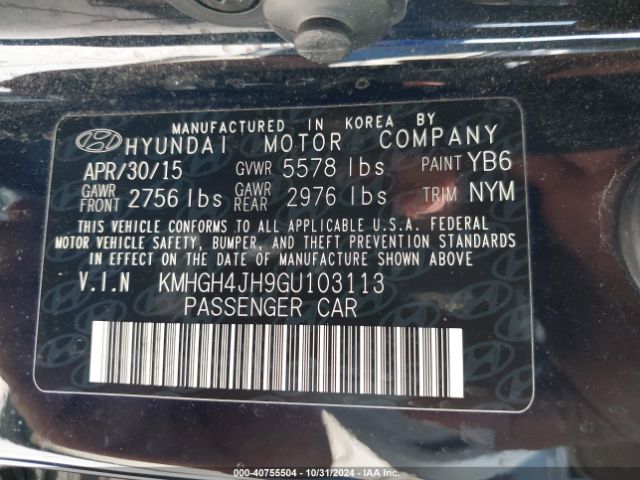 MANUFACTURED IN KOREA BY
HYUNDAI MOTOR COMPANY
APR/30/15 GVWR 5578 lbs PAINT YB6
GAWR FRONT 2756 lbs GAWR REAR 2976 lbs TRIM NYM
THIS VEHICLE CONFORMS TO ALL APPLICABLE U.S.A. FEDERAL
MOTOR VEHICLE SAFETY, BUMPER, AND THEFT PREVENTION STANDARDS
IN EFFECT ON THE DATE OF MANUFACTURE SHOWN ABOVE
V.I.N KMHGH4JH9GU103113
PASSENGER CAR
000-40755504 - 10/31/2024 - IAA Inc.